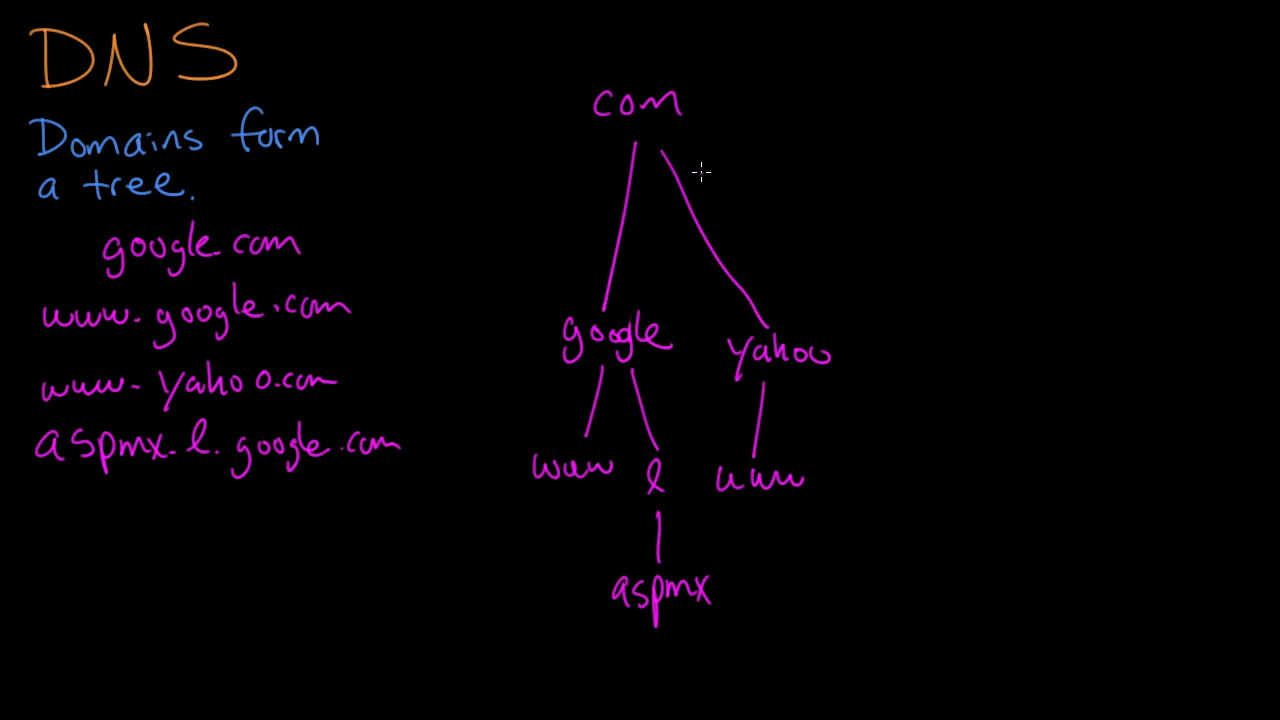 DNS
Domains form
a tree.
google.com
www.google.com
www.yahoo.com
aspmx.l.google.com
com
google yahoo
www l www
aspmx